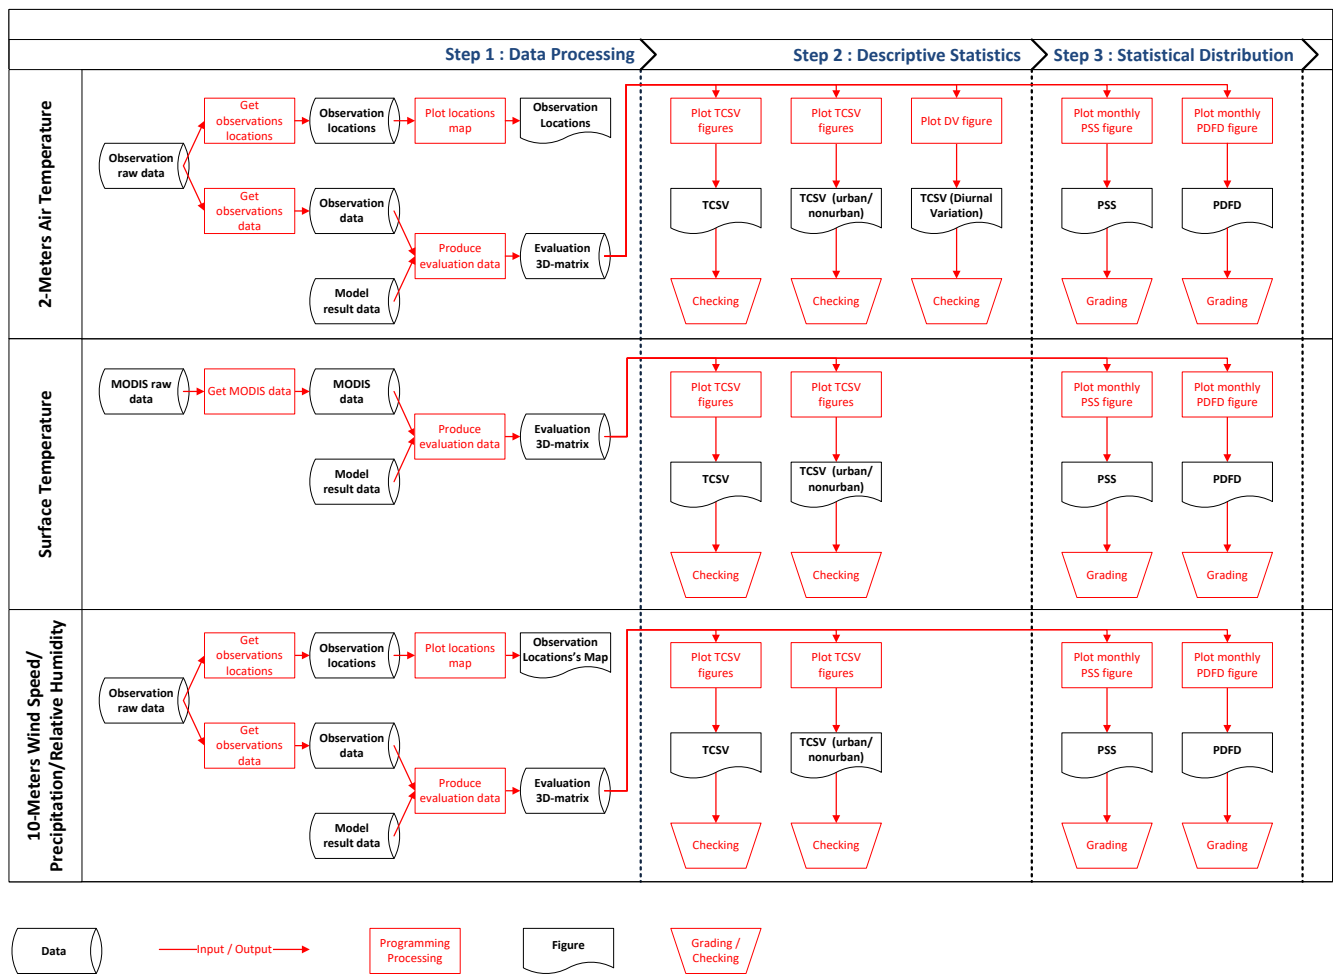 Step 1 : Data Processing
Step 2 : Descriptive Statistics
Step 3 : Statistical Distribution
2-Meters Air Temperature
Observation
raw data
Get
observations
locations
Observation
locations
Plot locations
map
Observation
Locations
Get
observations
data
Observation
data
Model
result data
Produce
evaluation data
Evaluation
3D-matrix
Plot TCSV
figures
Plot TCSV
figures
Plot DV figure
Plot monthly
PSS figure
Plot monthly
PDFD figure
TCSV
TCSV (urban/
nonurban)
TCSV (Diurnal
Variation)
PSS
PDFD
Checking
Checking
Checking
Grading
Grading
Surface Temperature
MODIS raw
data
Get MODIS data
MODIS
data
Model
result data
Produce
evaluation data
Evaluation
3D-matrix
Plot TCSV
figures
Plot TCSV
figures
Plot monthly
PSS figure
Plot monthly
PDFD figure
TCSV
TCSV (urban/
nonurban)
PSS
PDFD
Checking
Checking
Grading
Grading
10-Meters Wind Speed/
Precipitation/Relative Humidity
Observation
raw data
Get
observations
locations
Observation
locations
Plot locations
map
Observation
Locations's Map
Get
observations
data
Observation
data
Model
result data
Produce
evaluation data
Evaluation
3D-matrix
Plot TCSV
figures
Plot TCSV
figures
Plot monthly
PSS figure
Plot monthly
PDFD figure
TCSV
TCSV (urban/
nonurban)
PSS
PDFD
Checking
Checking
Grading
Grading
Data
Input / Output
Programming
Processing
Figure
Grading /
Checking